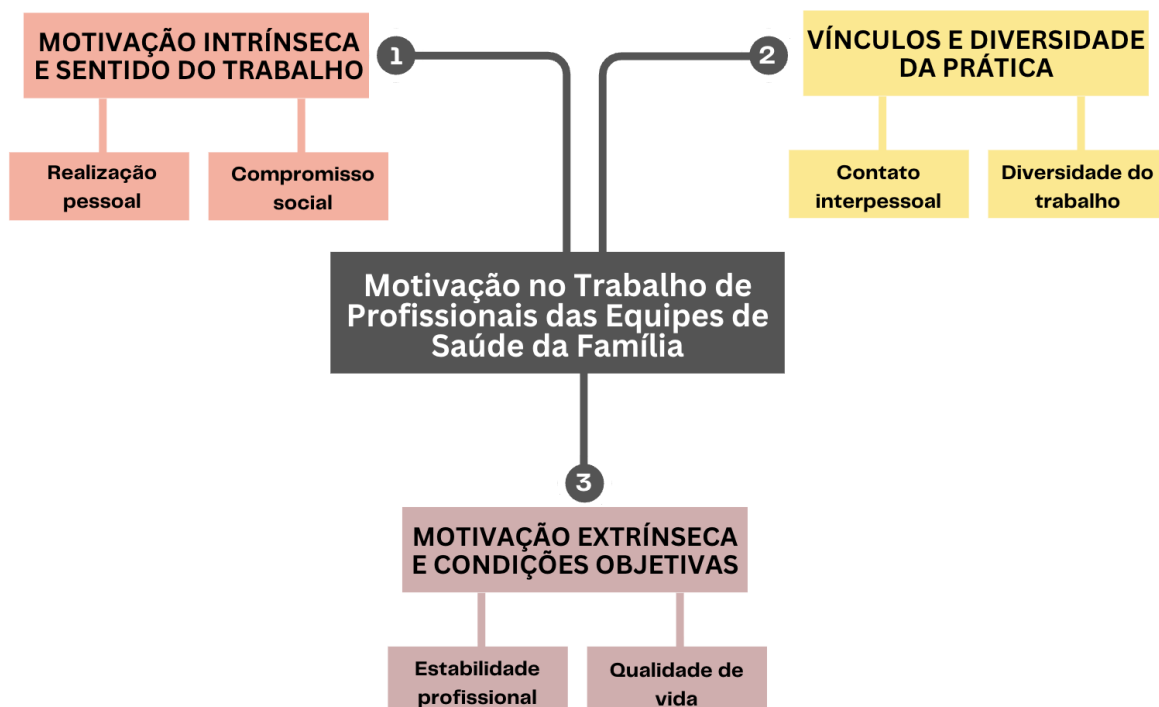 MOTIVAÇÃO INTRÍNSECA
E SENTIDO DO TRABALHO
1
Realização
pessoal
Compromisso
social
2
VÍNCULOS E DIVERSIDADE
DA PRÁTICA
Contato
interpessoal
Diversidade do
trabalho
Motivação no Trabalho de
Profissionais das Equipes de
Saúde da Família
3
MOTIVAÇÃO EXTRÍNSECA
E CONDIÇÕES OBJETIVAS
Estabilidade
profissional
Qualidade de
vida